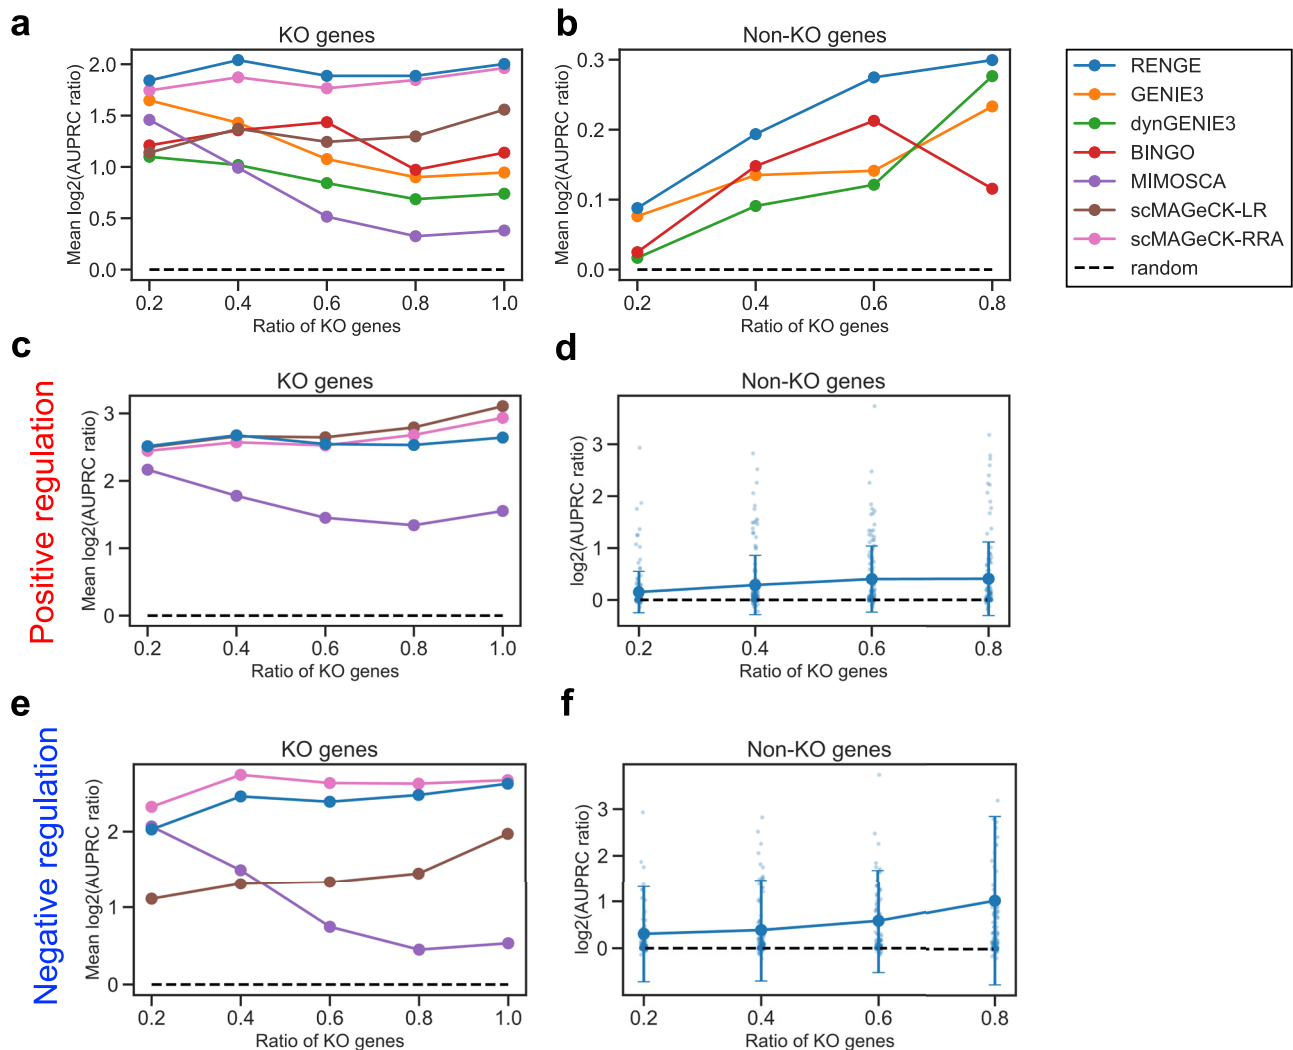 a
KO genes
Mean log2(AUPRC ratio)
2.0
1.5
1.0
0.5
0.0
0.2 0.4 0.6 0.8 1.0
Ratio of KO genes
b
Non-KO genes
Mean log2(AUPRC ratio)
0.3
0.2
0.1
0.0
0.2 0.4 0.6 0.8
Ratio of KO genes
RENGE
GENIE3
dynGENIE3
BINGO
MIMOSCA
scMAGeCK-LR
scMAGeCK-RRA
random
Positive regulation
c
KO genes
Mean log2(AUPRC ratio)
3
2
1
0
0.2 0.4 0.6 0.8 1.0
Ratio of KO genes
d
Non-KO genes
log2(AUPRC ratio)
3
2
1
0
0.2 0.4 0.6 0.8
Ratio of KO genes
Negative regulation
e
KO genes
Mean log2(AUPRC ratio)
2
1
0
0.2 0.4 0.6 0.8 1.0
Ratio of KO genes
f
Non-KO genes
log2(AUPRC ratio)
3
2
1
0
0.2 0.4 0.6 0.8
Ratio of KO genes